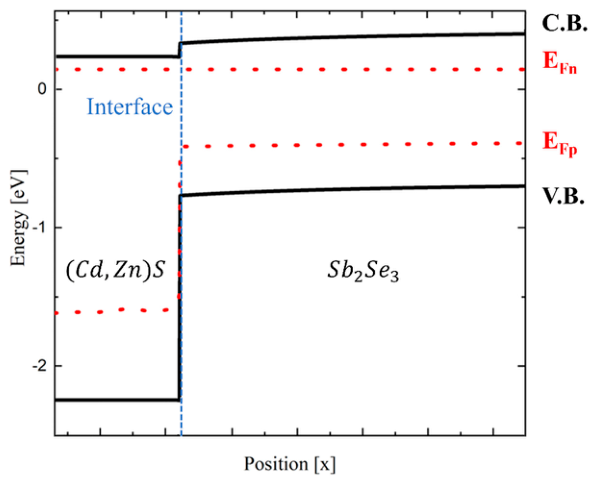 C.B.
E_Fn
0
Interface
E_Fp
Energy [eV]
V.B.
-1
(Cd,Zn)S
Sb₂Se₃
-2
Position [x]